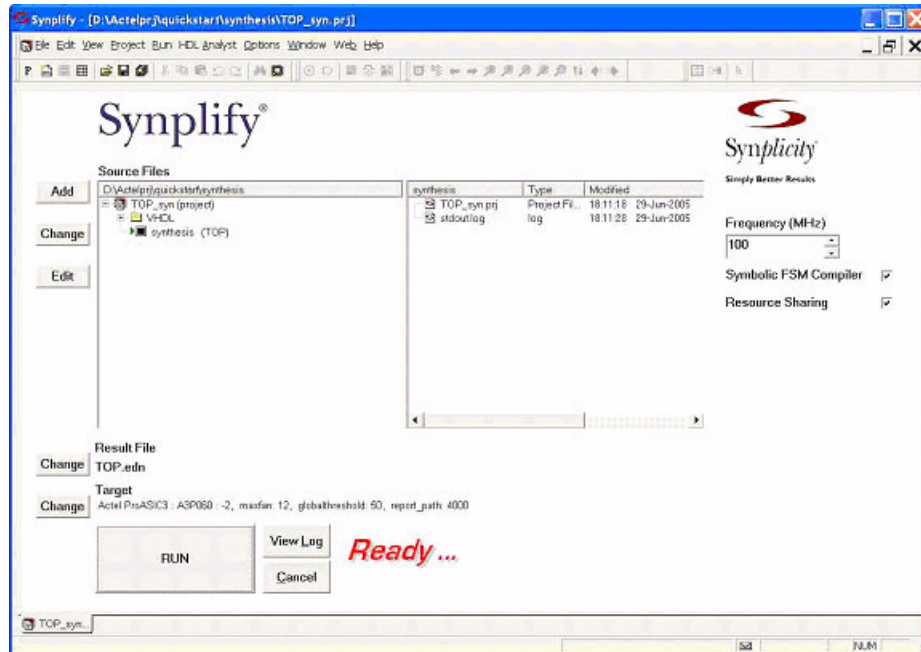 Synplify - [D:\Actelprj\quickstart\synthesis\TOP_syn.prj]
File Edit View Project Run HDL Analyst Options Window Web Help
P
Synplify®
Synplicity
Simply Better Results
Source Files
Add
D:\Actelprj\quickstart\synthesis
synthesis Type Modified
TOP_syn (project)
TOP_syn.prj Project Fil... 18:11:18 29-Jun-2005
VHDL
stdout.log log 18:11:28 29-Jun-2005
synthesis (TOP)
Change
Edit
Frequency (MHz)
100
Symbolic FSM Compiler
Resource Sharing
Result File
Change
TOP.edn
Target
Change
Actel ProASIC3 : A3P060 : -2, maxfan: 12, globalthreshold: 50, report_path: 4000
RUN
View Log
Cancel
Ready ...
TOP_syn...
NUM